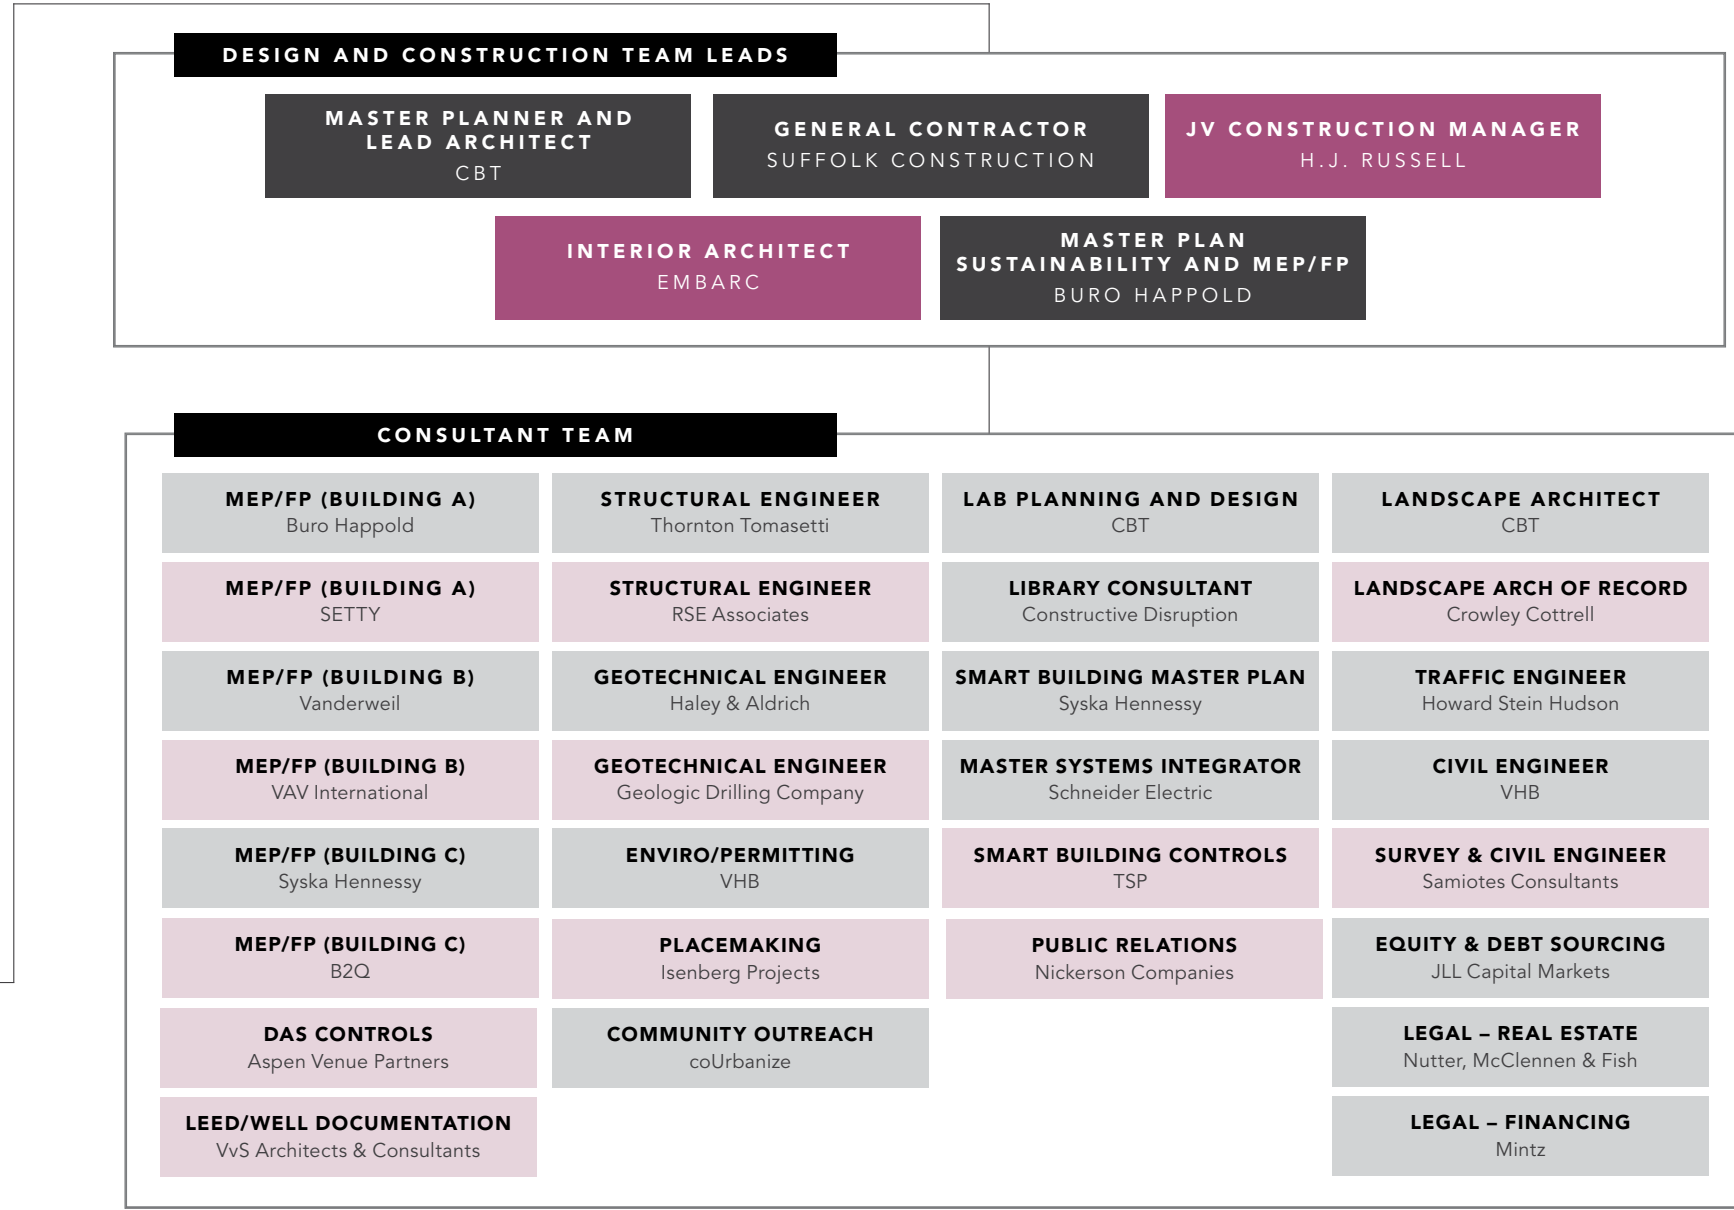 DESIGN AND CONSTRUCTION TEAM LEADS
MASTER PLANNER AND
LEAD ARCHITECT
CBT
GENERAL CONTRACTOR
SUFFOLK CONSTRUCTION
JV CONSTRUCTION MANAGER
H.J. RUSSELL
INTERIOR ARCHITECT
EMBARC
MASTER PLAN
SUSTAINABILITY AND MEP/FP
BURO HAPPOLD
CONSULTANT TEAM
MEP/FP (BUILDING A)
Buro Happold
MEP/FP (BUILDING A)
SETTY
MEP/FP (BUILDING B)
Vanderweil
MEP/FP (BUILDING B)
VAV International
MEP/FP (BUILDING C)
Syska Hennessy
MEP/FP (BUILDING C)
B2Q
DAS CONTROLS
Aspen Venue Partners
LEED/WELL DOCUMENTATION
VvS Architects & Consultants
STRUCTURAL ENGINEER
Thornton Tomasetti
STRUCTURAL ENGINEER
RSE Associates
GEOTECHNICAL ENGINEER
Haley & Aldrich
GEOTECHNICAL ENGINEER
Geologic Drilling Company
ENVIRO/PERMITTING
VHB
PLACEMAKING
Isenberg Projects
COMMUNITY OUTREACH
coUrbanize
LAB PLANNING AND DESIGN
CBT
LIBRARY CONSULTANT
Constructive Disruption
SMART BUILDING MASTER PLAN
Syska Hennessy
MASTER SYSTEMS INTEGRATOR
Schneider Electric
SMART BUILDING CONTROLS
TSP
PUBLIC RELATIONS
Nickerson Companies
LANDSCAPE ARCHITECT
CBT
LANDSCAPE ARCH OF RECORD
Crowley Cottrell
TRAFFIC ENGINEER
Howard Stein Hudson
CIVIL ENGINEER
VHB
SURVEY & CIVIL ENGINEER
Samiotes Consultants
EQUITY & DEBT SOURCING
JLL Capital Markets
LEGAL – REAL ESTATE
Nutter, McClennen & Fish
LEGAL – FINANCING
Mintz